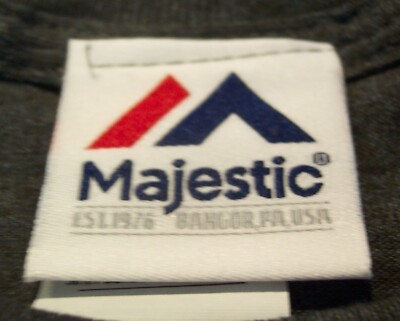 Majestic®
EST.1976 BANGOR, PA, USA